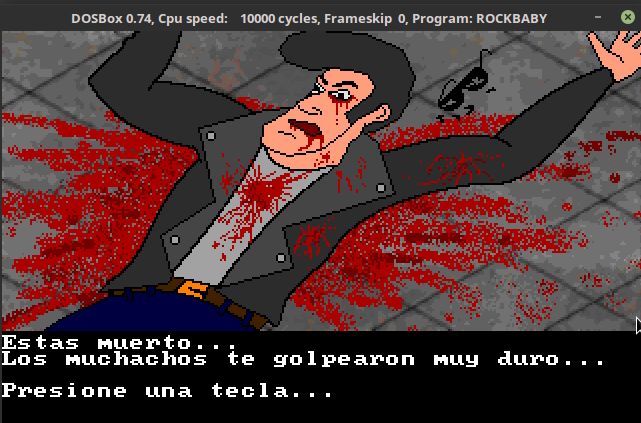 DOSBox 0.74, Cpu speed: 10000 cycles, Frameskip 0, Program: ROCKBABY
Estas muerto...
Los muchachos te golpearon muy duro...
Presione una tecla...